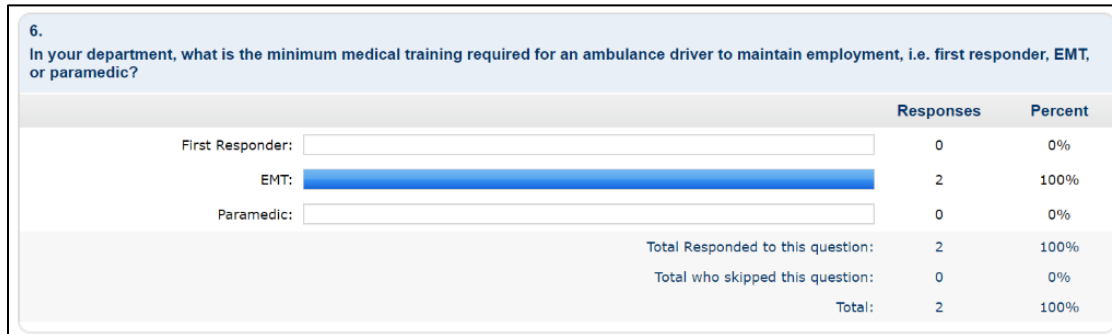 6.
In your department, what is the minimum medical training required for an ambulance driver to maintain employment, i.e. first responder, EMT,
or paramedic?
Responses Percent
First Responder: 0 0%
EMT: 2 100%
Paramedic: 0 0%
Total Responded to this question: 2 100%
Total who skipped this question: 0 0%
Total: 2 100%